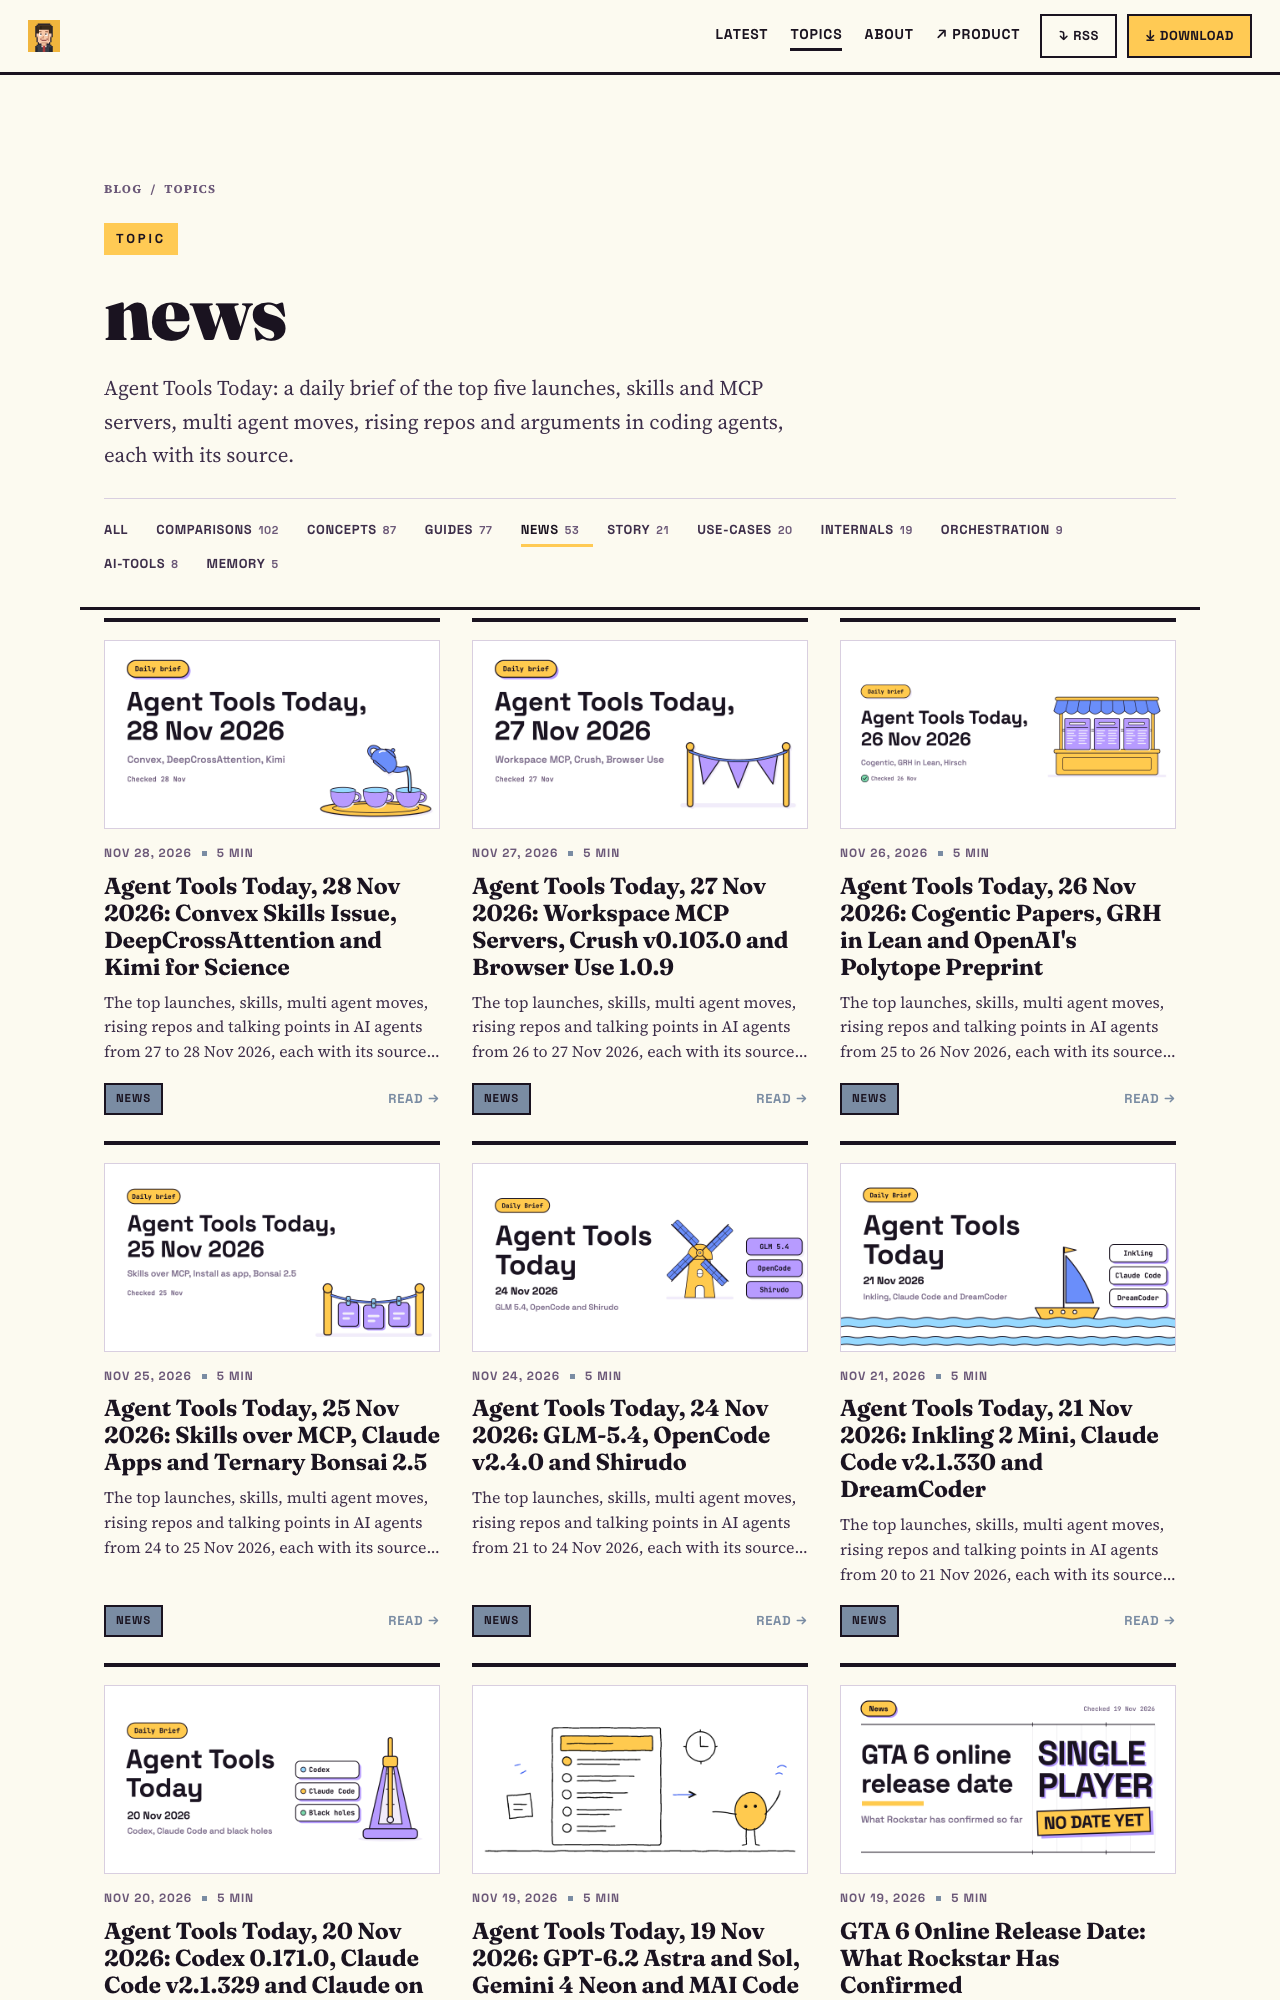 LATEST
TOPICS
ABOUT
↗ PRODUCT
RSS
DOWNLOAD
BLOG / TOPICS
TOPIC
news
Agent Tools Today: a daily brief of the top five launches, skills and MCP
servers, multi agent moves, rising repos and arguments in coding agents,
each with its source.
ALL COMPARISONS 102 CONCEPTS 87 GUIDES 77 NEWS 53 STORY 21 USE-CASES 20 INTERNALS 19 ORCHESTRATION 9
AI-TOOLS 8 MEMORY 5
Daily brief
Agent Tools Today,
28 Nov 2026
Convex, DeepCrossAttention, Kimi
Checked 28 Nov
NOV 28, 2026 5 MIN
Agent Tools Today, 28 Nov
2026: Convex Skills Issue,
DeepCrossAttention and
Kimi for Science
The top launches, skills, multi agent moves,
rising repos and talking points in AI agents
from 27 to 28 Nov 2026, each with its source...
NEWS
READ →
Daily brief
Agent Tools Today,
27 Nov 2026
Workspace MCP, Crush, Browser Use
Checked 27 Nov
NOV 27, 2026 5 MIN
Agent Tools Today, 27 Nov
2026: Workspace MCP
Servers, Crush v0.103.0 and
Browser Use 1.0.9
The top launches, skills, multi agent moves,
rising repos and talking points in AI agents
from 26 to 27 Nov 2026, each with its source...
NEWS
READ →
Daily brief
Agent Tools Today,
26 Nov 2026
Cogentic, GRH in Lean, Hirsch
Checked 26 Nov
NOV 26, 2026 5 MIN
Agent Tools Today, 26 Nov
2026: Cogentic Papers, GRH
in Lean and OpenAI's
Polytope Preprint
The top launches, skills, multi agent moves,
rising repos and talking points in AI agents
from 25 to 26 Nov 2026, each with its source...
NEWS
READ →
Daily brief
Agent Tools Today,
25 Nov 2026
Skills over MCP, Install as app, Bonsai 2.5
Checked 25 Nov
NOV 25, 2026 5 MIN
Agent Tools Today, 25 Nov
2026: Skills over MCP, Claude
Apps and Ternary Bonsai 2.5
The top launches, skills, multi agent moves,
rising repos and talking points in AI agents
from 24 to 25 Nov 2026, each with its source...
NEWS
READ →
Daily Brief
Agent Tools
Today
24 Nov 2026
GLM 5.4, OpenCode and Shirudo
GLM 5.4
OpenCode
Shirudo
NOV 24, 2026 5 MIN
Agent Tools Today, 24 Nov
2026: GLM-5.4, OpenCode
v2.4.0 and Shirudo
The top launches, skills, multi agent moves,
rising repos and talking points in AI agents
from 21 to 24 Nov 2026, each with its source...
NEWS
READ →
Daily Brief
Agent Tools
Today
21 Nov 2026
Inkling, Claude Code and DreamCoder
Inkling
Claude Code
DreamCoder
NOV 21, 2026 5 MIN
Agent Tools Today, 21 Nov
2026: Inkling 2 Mini, Claude
Code v2.1.330 and
DreamCoder
The top launches, skills, multi agent moves,
rising repos and talking points in AI agents
from 20 to 21 Nov 2026, each with its source...
NEWS
READ →
Daily Brief
Agent Tools
Today
20 Nov 2026
Codex, Claude Code and black holes
Codex
Claude Code
Black holes
NOV 20, 2026 5 MIN
Agent Tools Today, 20 Nov
2026: Codex 0.171.0, Claude
Code v2.1.329 and Claude on
NOV 19, 2026 5 MIN
Agent Tools Today, 19 Nov
2026: GPT-6.2 Astra and Sol,
Gemini 4 Neon and MAI Code
News
Checked 19 Nov 2026
GTA 6 online
release date
What Rockstar has confirmed so far
SINGLE
PLAYER
NO DATE YET
NOV 19, 2026 5 MIN
GTA 6 Online Release Date:
What Rockstar Has
Confirmed